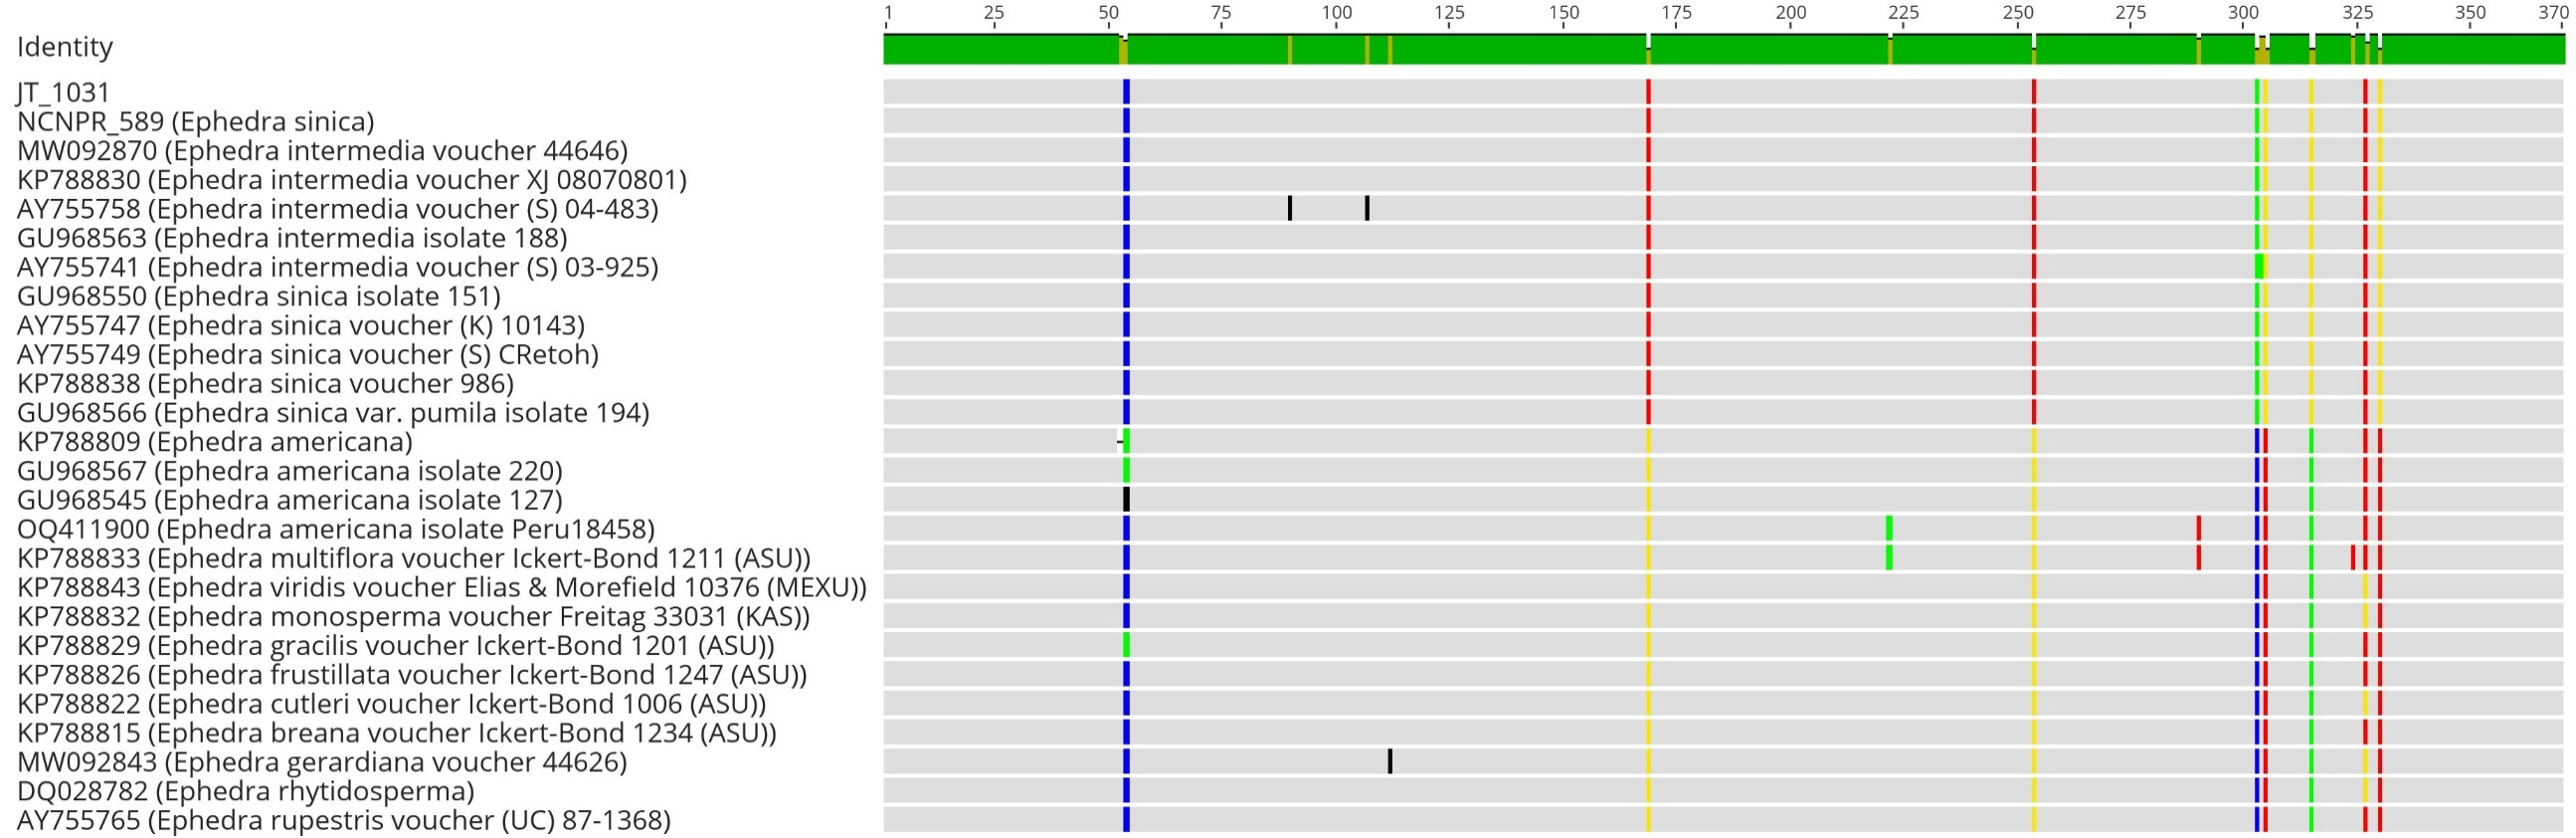 1 25 50 75 100 125 150 175 200 225 250 275 300 325 350 370
Identity
JT_1031
NCNPR_589 (Ephedra sinica)
MW092870 (Ephedra intermedia voucher 44646)
KP788830 (Ephedra intermedia voucher XJ 08070801)
AY755758 (Ephedra intermedia voucher (S) 04-483)
GU968563 (Ephedra intermedia isolate 188)
AY755741 (Ephedra intermedia voucher (S) 03-925)
GU968550 (Ephedra sinica isolate 151)
AY755747 (Ephedra sinica voucher (K) 10143)
AY755749 (Ephedra sinica voucher (S) CRetoh)
KP788838 (Ephedra sinica voucher 986)
GU968566 (Ephedra sinica var. pumila isolate 194)
KP788809 (Ephedra americana)
GU968567 (Ephedra americana isolate 220)
GU968545 (Ephedra americana isolate 127)
OQ411900 (Ephedra americana isolate Peru18458)
KP788833 (Ephedra multiflora voucher Ickert-Bond 1211 (ASU))
KP788843 (Ephedra viridis voucher Elias & Morefield 10376 (MEXU))
KP788832 (Ephedra monosperma voucher Freitag 33031 (KAS))
KP788829 (Ephedra gracilis voucher Ickert-Bond 1201 (ASU))
KP788826 (Ephedra frustillata voucher Ickert-Bond 1247 (ASU))
KP788822 (Ephedra cutleri voucher Ickert-Bond 1006 (ASU))
KP788815 (Ephedra breana voucher Ickert-Bond 1234 (ASU))
MW092843 (Ephedra gerardiana voucher 44626)
DQ028782 (Ephedra rhytidosperma)
AY755765 (Ephedra rupestris voucher (UC) 87-1368)